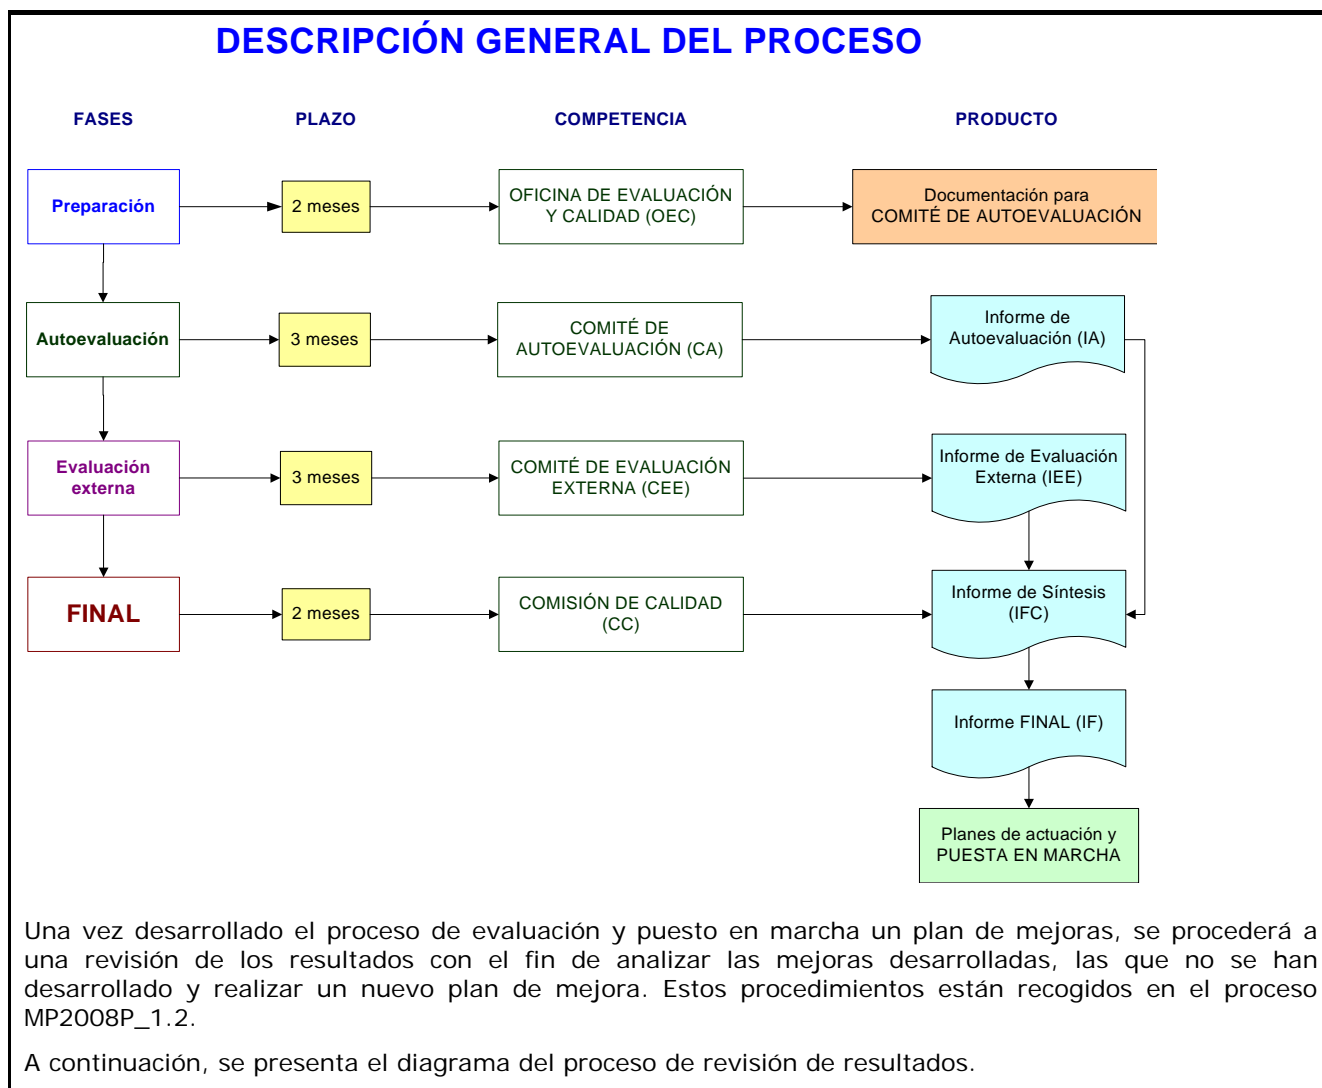 DESCRIPCIÓN GENERAL DEL PROCESO
FASES
PLAZO
COMPETENCIA
PRODUCTO
Preparación
2 meses
OFICINA DE EVALUACIÓN
Y CALIDAD (OEC)
Documentación para
COMITÉ DE AUTOEVALUACIÓN
Autoevaluación
3 meses
COMITÉ DE
AUTOEVALUACIÓN (CA)
Informe de
Autoevaluación (IA)
Evaluación
externa
3 meses
COMITÉ DE EVALUACIÓN
EXTERNA (CEE)
Informe de Evaluación
Externa (IEE)
FINAL
2 meses
COMISIÓN DE CALIDAD
(CC)
Informe de Síntesis
(IFC)
Informe FINAL (IF)
Planes de actuación y
PUESTA EN MARCHA
Una vez desarrollado el proceso de evaluación y puesto en marcha un plan de mejoras, se procederá a
una revisión de los resultados con el fin de analizar las mejoras desarrolladas, las que no se han
desarrollado y realizar un nuevo plan de mejora. Estos procedimientos están recogidos en el proceso
MP2008P_1.2.
A continuación, se presenta el diagrama del proceso de revisión de resultados.